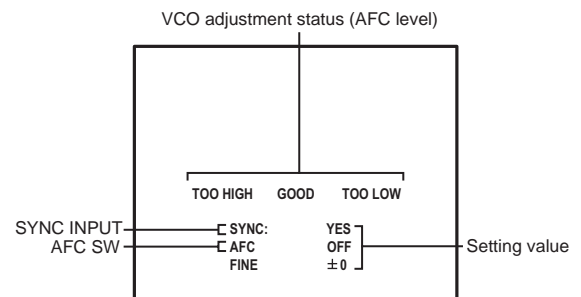 VCO adjustment status (AFC level)
TOO HIGH GOOD TOO LOW
SYNC INPUT SYNC: YES
AFC SW AFC OFF Setting value
FINE ±0